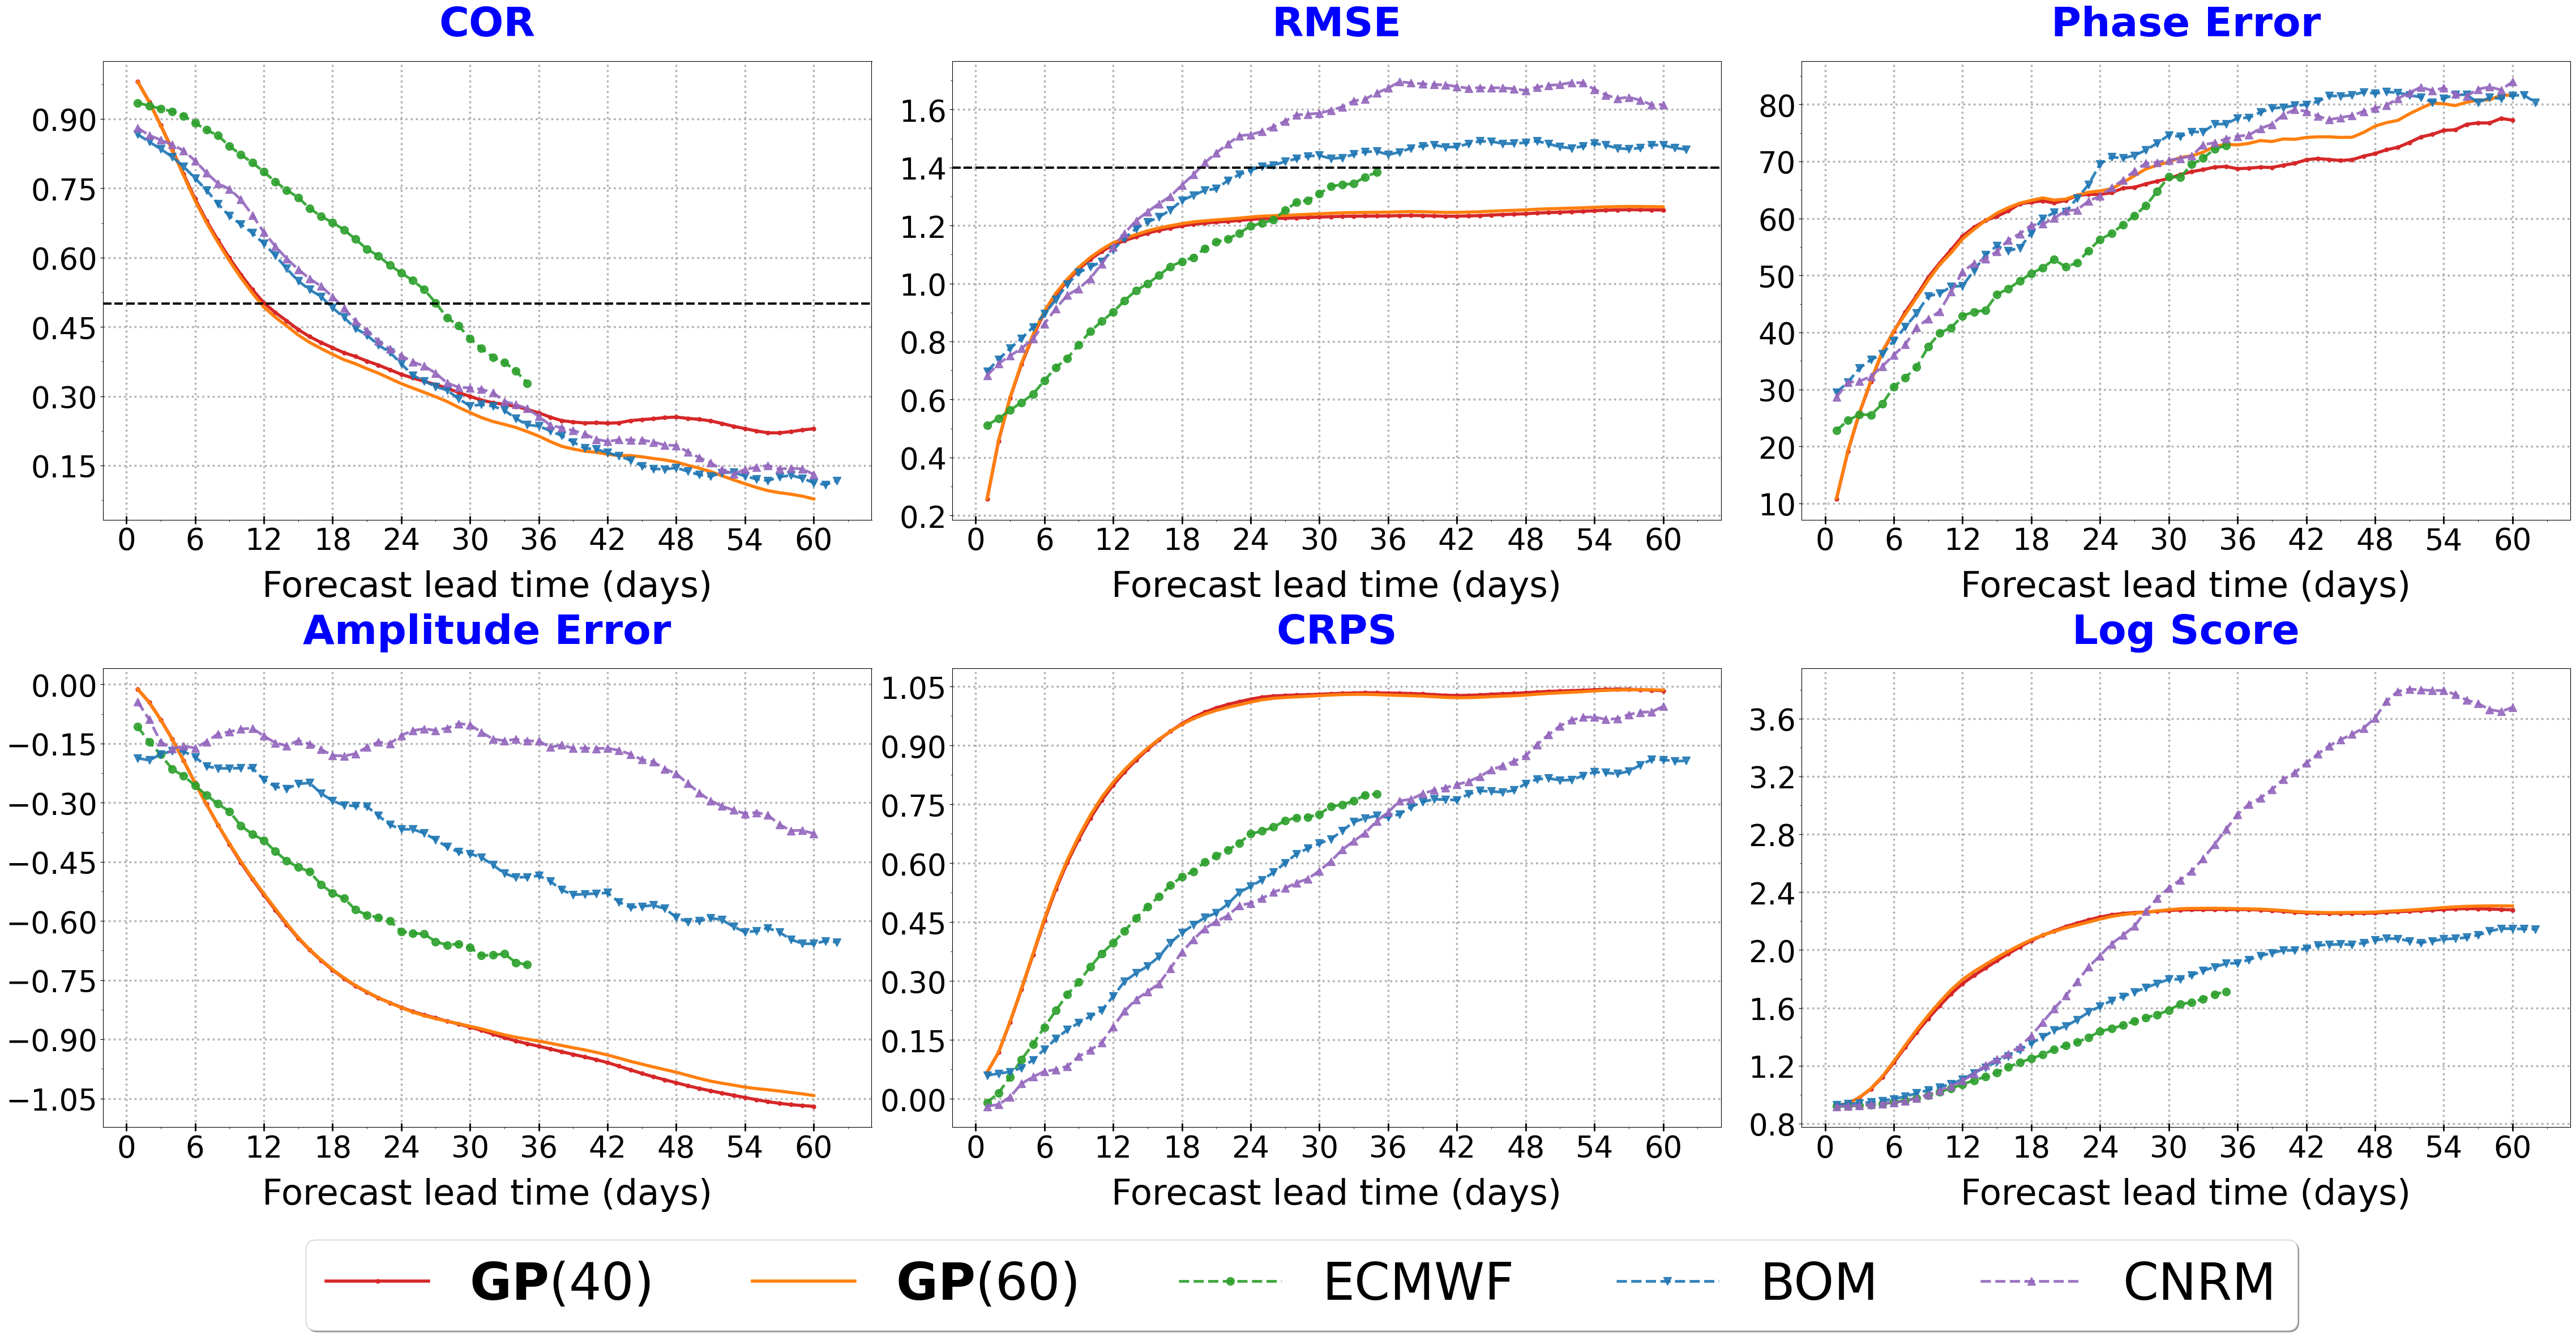 COR
RMSE
Phase Error
0.90
0.75
0.60
0.45
0.30
0.15
0 6 12 18 24 30 36 42 48 54 60
Forecast lead time (days)
1.6
1.4
1.2
1.0
0.8
0.6
0.4
0.2
0 6 12 18 24 30 36 42 48 54 60
Forecast lead time (days)
80
70
60
50
40
30
20
10
0 6 12 18 24 30 36 42 48 54 60
Forecast lead time (days)
Amplitude Error
CRPS
Log Score
0.00
−0.15
−0.30
−0.45
−0.60
−0.75
−0.90
−1.05
0 6 12 18 24 30 36 42 48 54 60
Forecast lead time (days)
1.05
0.90
0.75
0.60
0.45
0.30
0.15
0.00
0 6 12 18 24 30 36 42 48 54 60
Forecast lead time (days)
3.6
3.2
2.8
2.4
2.0
1.6
1.2
0.8
0 6 12 18 24 30 36 42 48 54 60
Forecast lead time (days)
GP(40) GP(60) ECMWF BOM CNRM